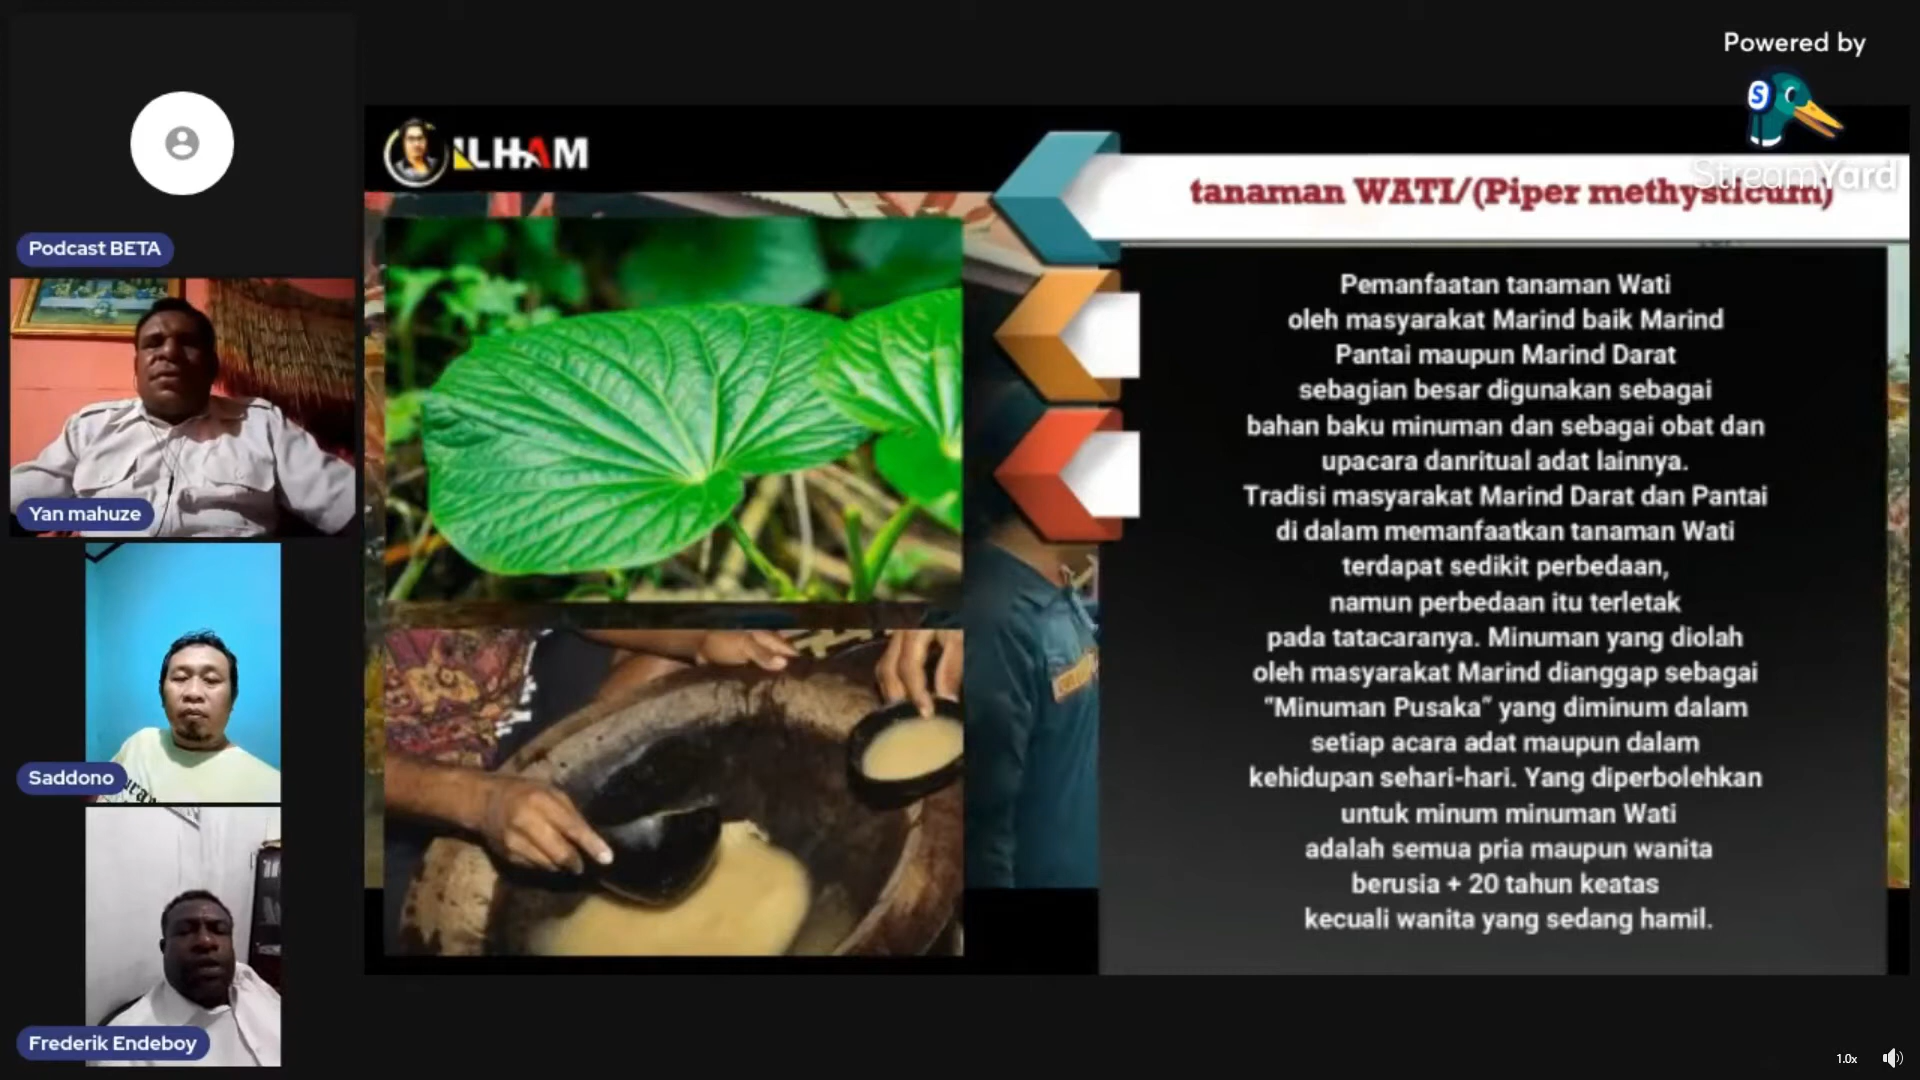 Powered by
S
StreamYard
Podcast BETA
Yan mahuze
Saddono
Frederik Endeboy
ILHAM
tanaman WATI/(Piper methysticum)
Pemanfaatan tanaman Wati
oleh masyarakat Marind baik Marind
Pantai maupun Marind Darat
sebagian besar digunakan sebagai
bahan baku minuman dan sebagai obat dan
upacara danritual adat lainnya.
Tradisi masyarakat Marind Darat dan Pantai
di dalam memanfaatkan tanaman Wati
terdapat sedikit perbedaan,
namun perbedaan itu terletak
pada tatacaranya. Minuman yang diolah
oleh masyarakat Marind dianggap sebagai
“Minuman Pusaka” yang diminum dalam
setiap acara adat maupun dalam
kehidupan sehari-hari. Yang diperbolehkan
untuk minum minuman Wati
adalah semua pria maupun wanita
berusia + 20 tahun keatas
kecuali wanita yang sedang hamil.
1.0x